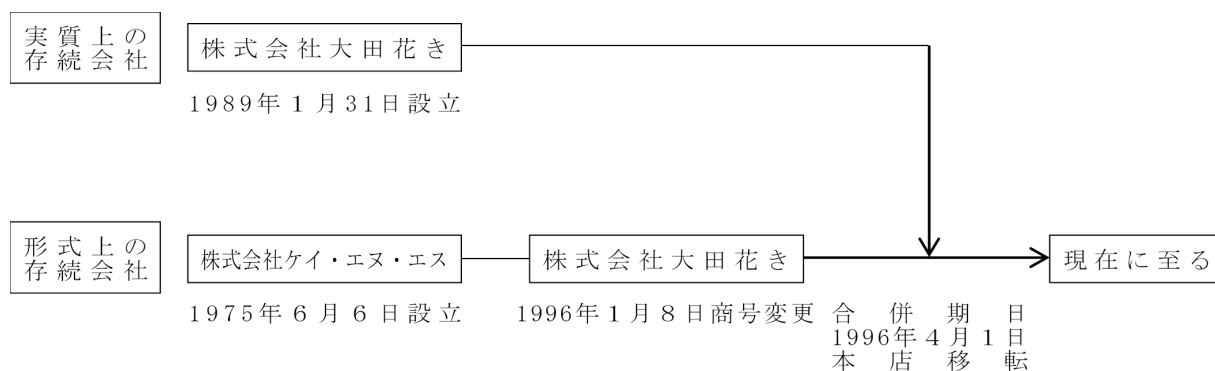 実質上の
存続会社
株式会社大田花き
1989年１月31日設立
形式上の
存続会社
株式会社ケイ・エヌ・エス
株式会社大田花き
現在に至る
1975年６月６日設立
1996年１月８日商号変更
合併期日
1996年４月１日
本店移転